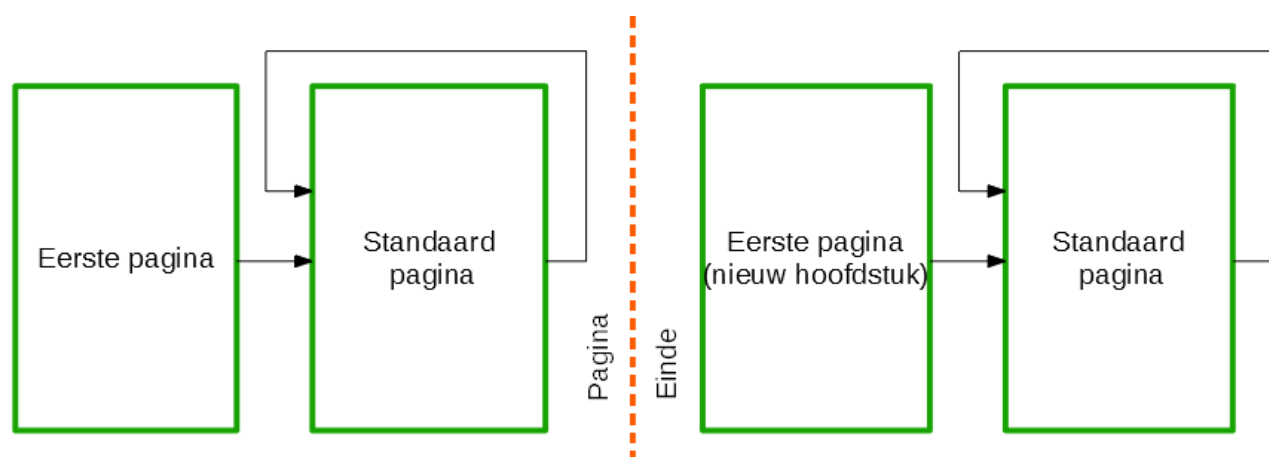 Eerste pagina
Standaard
pagina
Pagina
Einde
Eerste pagina
(nieuw hoofdstuk)
Standaard
pagina